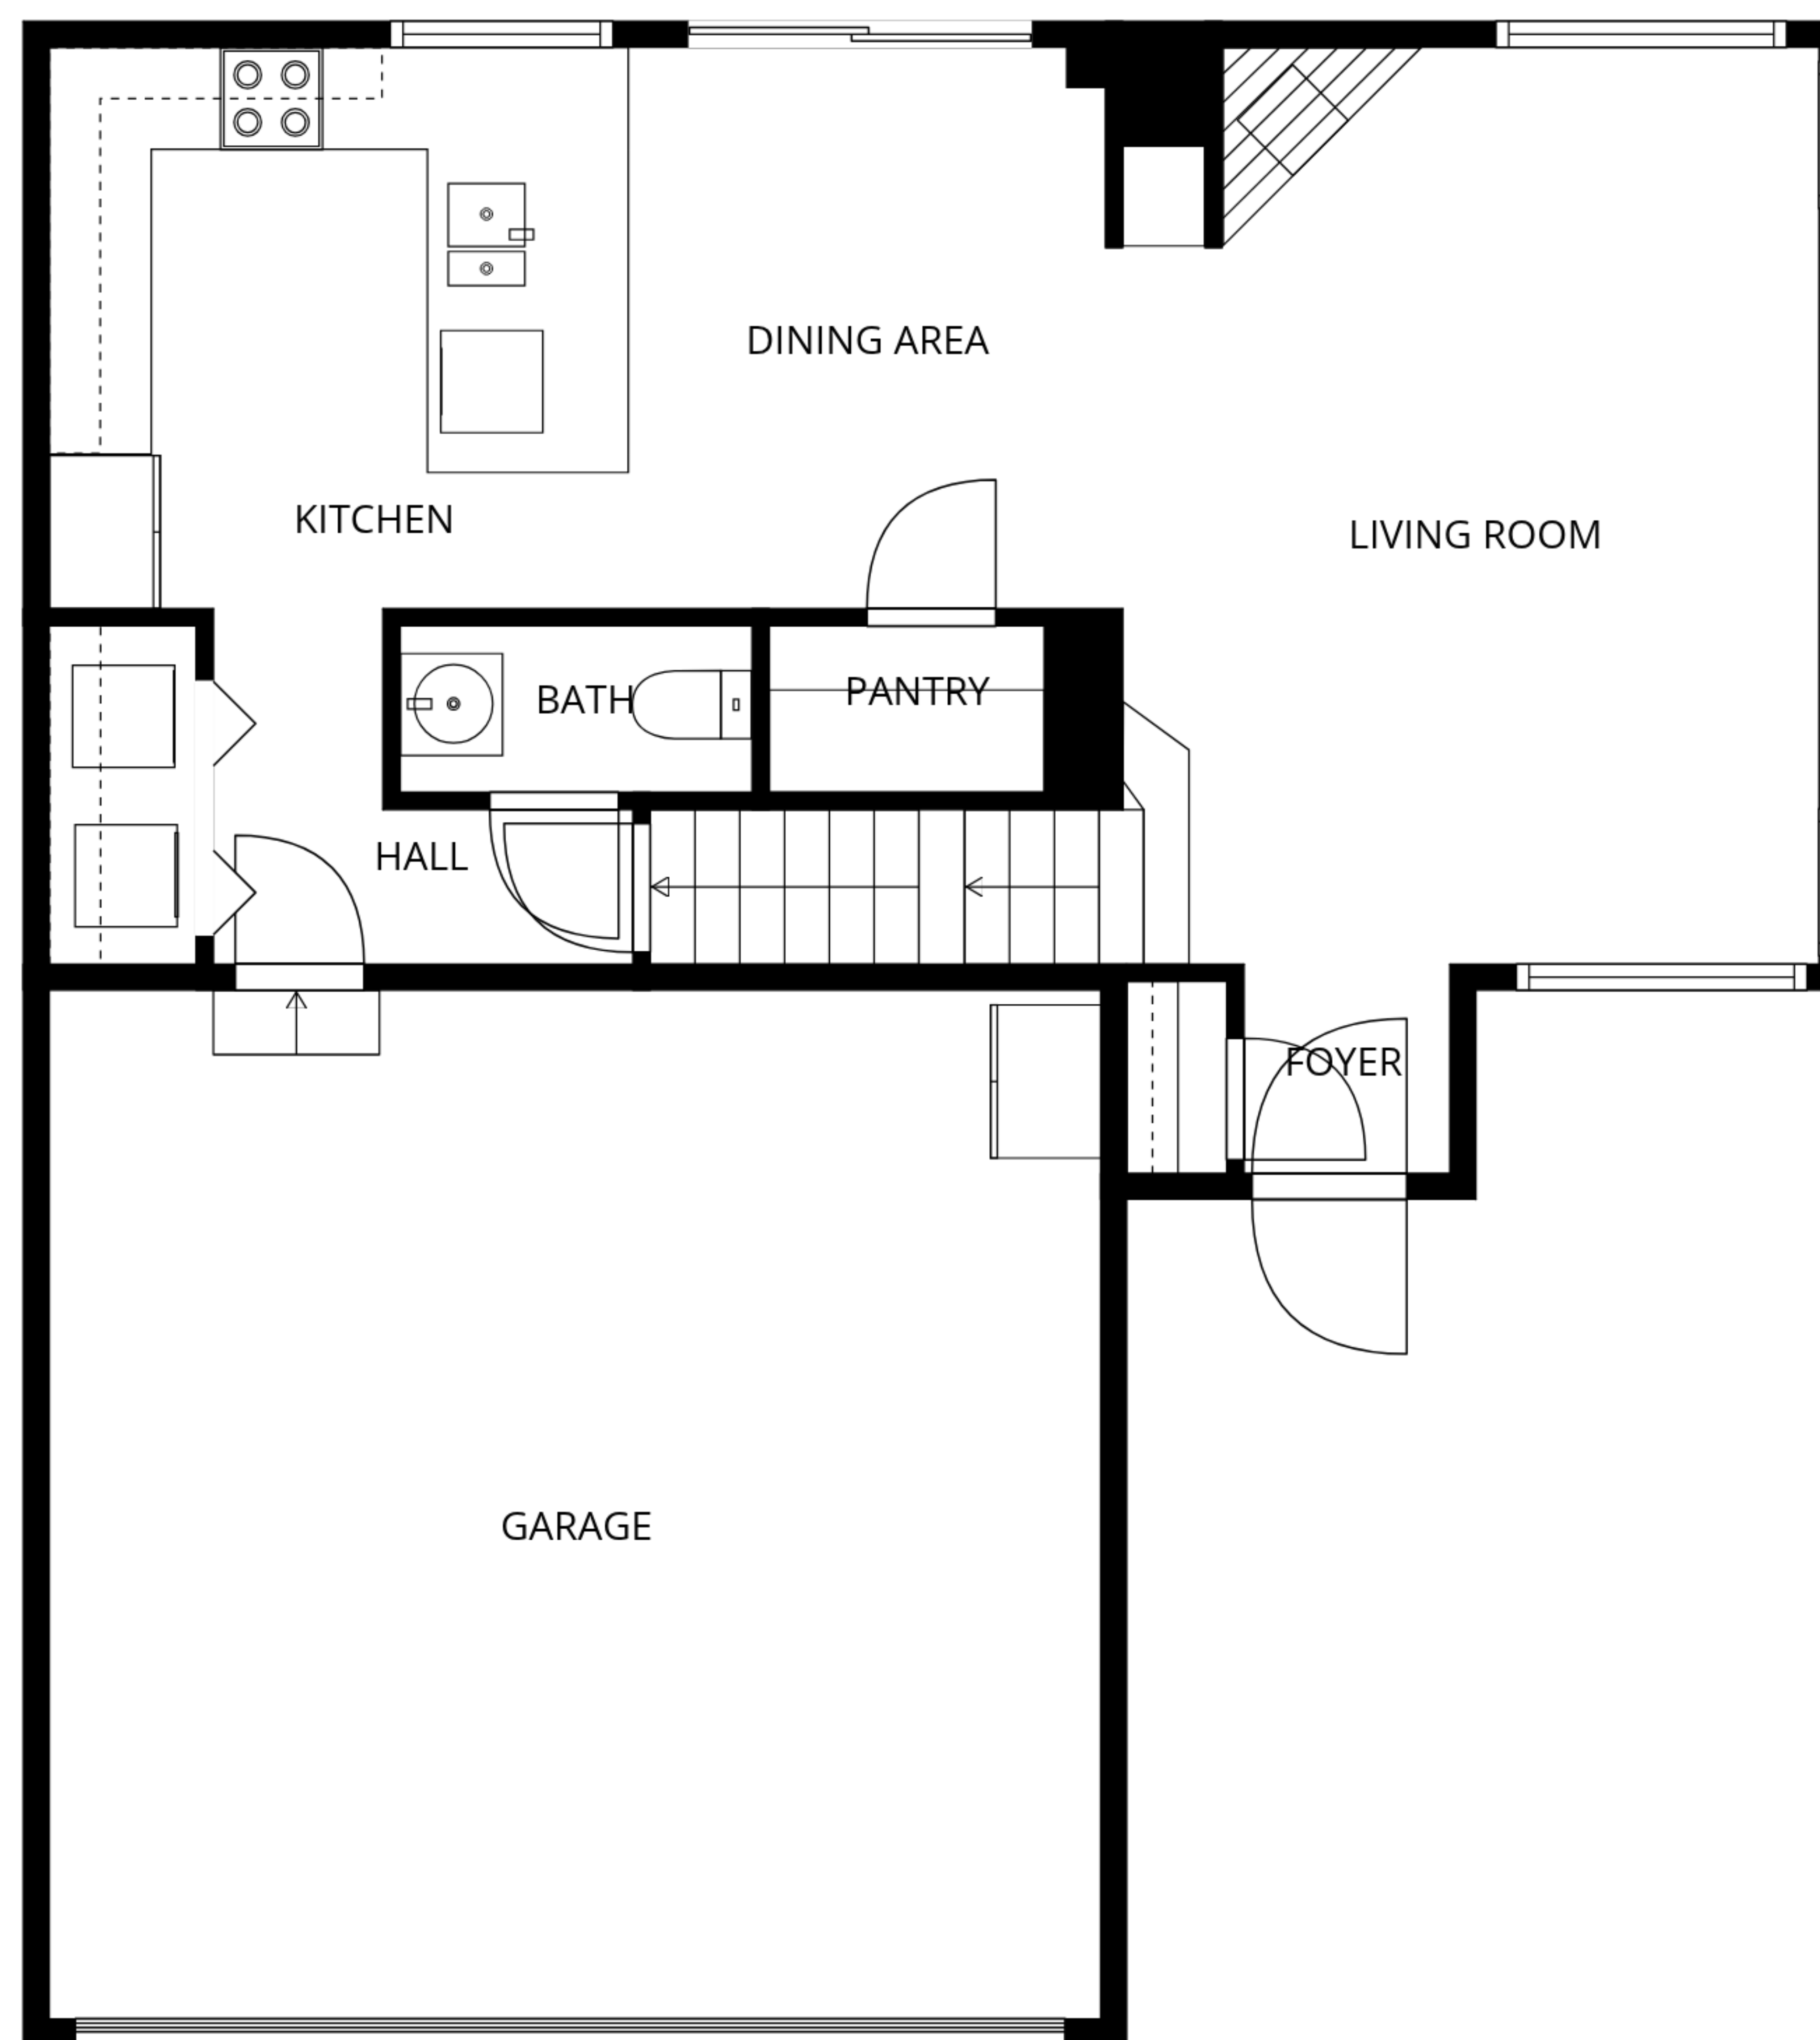 DINING AREA
KITCHEN
LIVING ROOM
BATH
PANTRY
HALL
FOYER
GARAGE